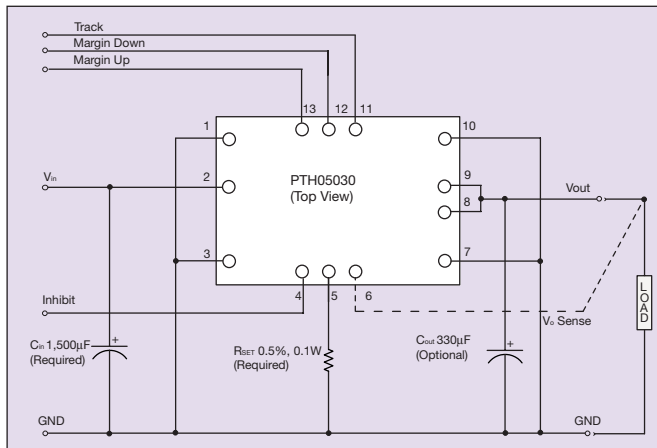 Track
Margin Down
Margin Up
13 12 11
1
10
PTH05030
(Top View)
Vin
2
9
8
Vout
3
7
4 5 6
Inhibit
Vo Sense
LOAD
Cin 1,500µF
(Required)
+
RSET 0.5%, 0.1W
(Required)
Cout 330µF
(Optional)
+
GND
GND